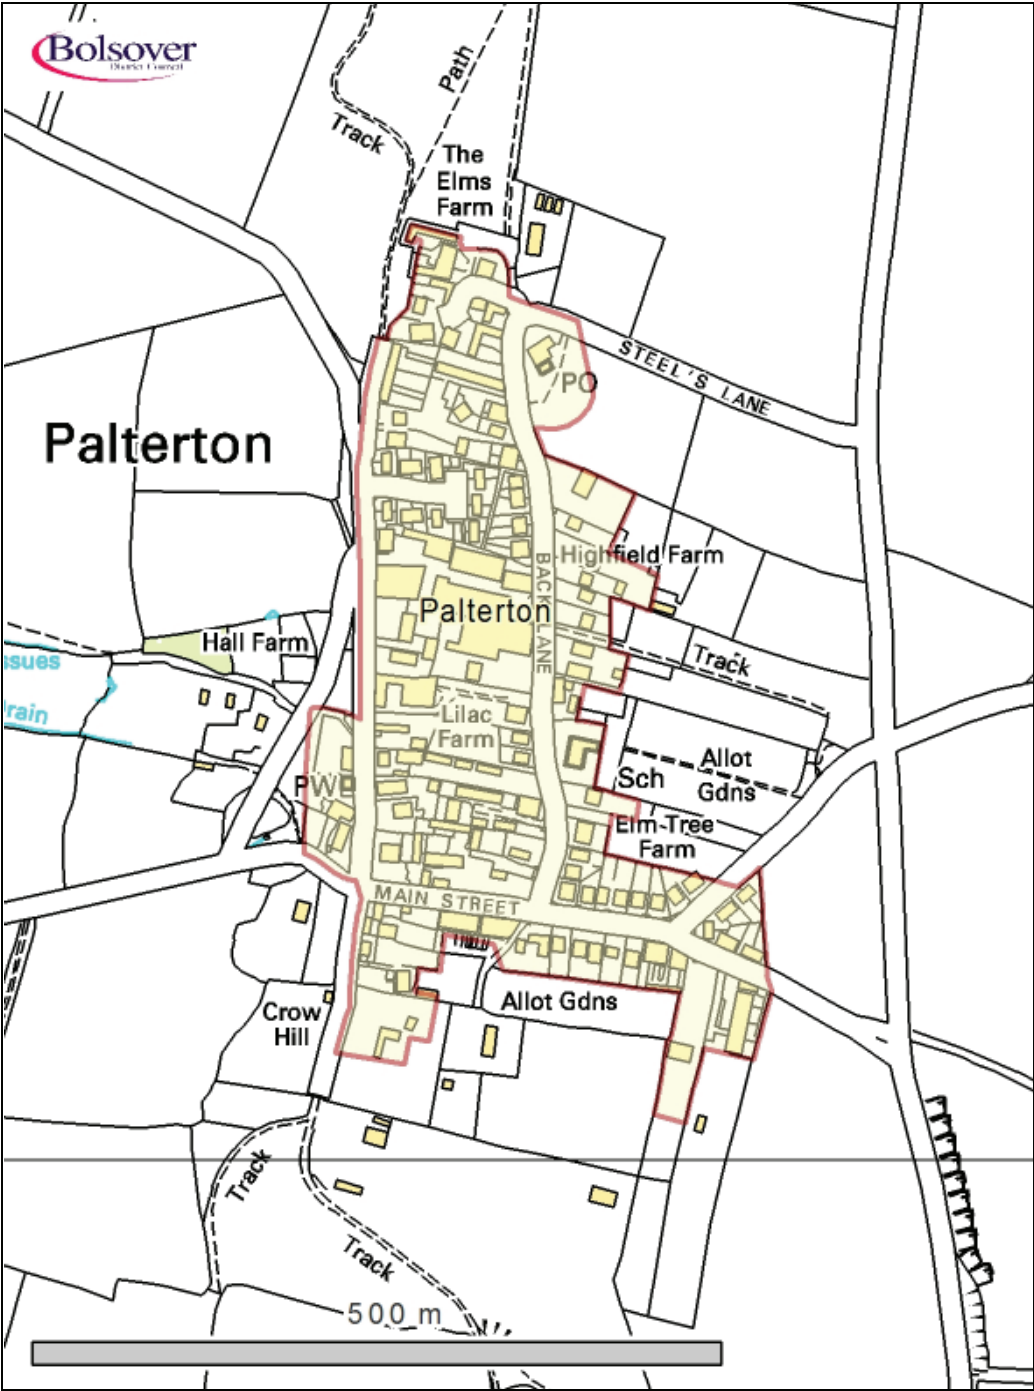 Bolsover
District Council
Path
Track
The
Elms
Farm
STEEL'S LANE
PO
Palterton
Highfield Farm
BACK LANE
Palterton
Hall Farm
Track
ssues
rain
Lilac
Farm
Allot
Gdns
Sch
PW
Elm Tree
Farm
MAIN STREET
Allot Gdns
Crow
Hill
Track
Track
500 m